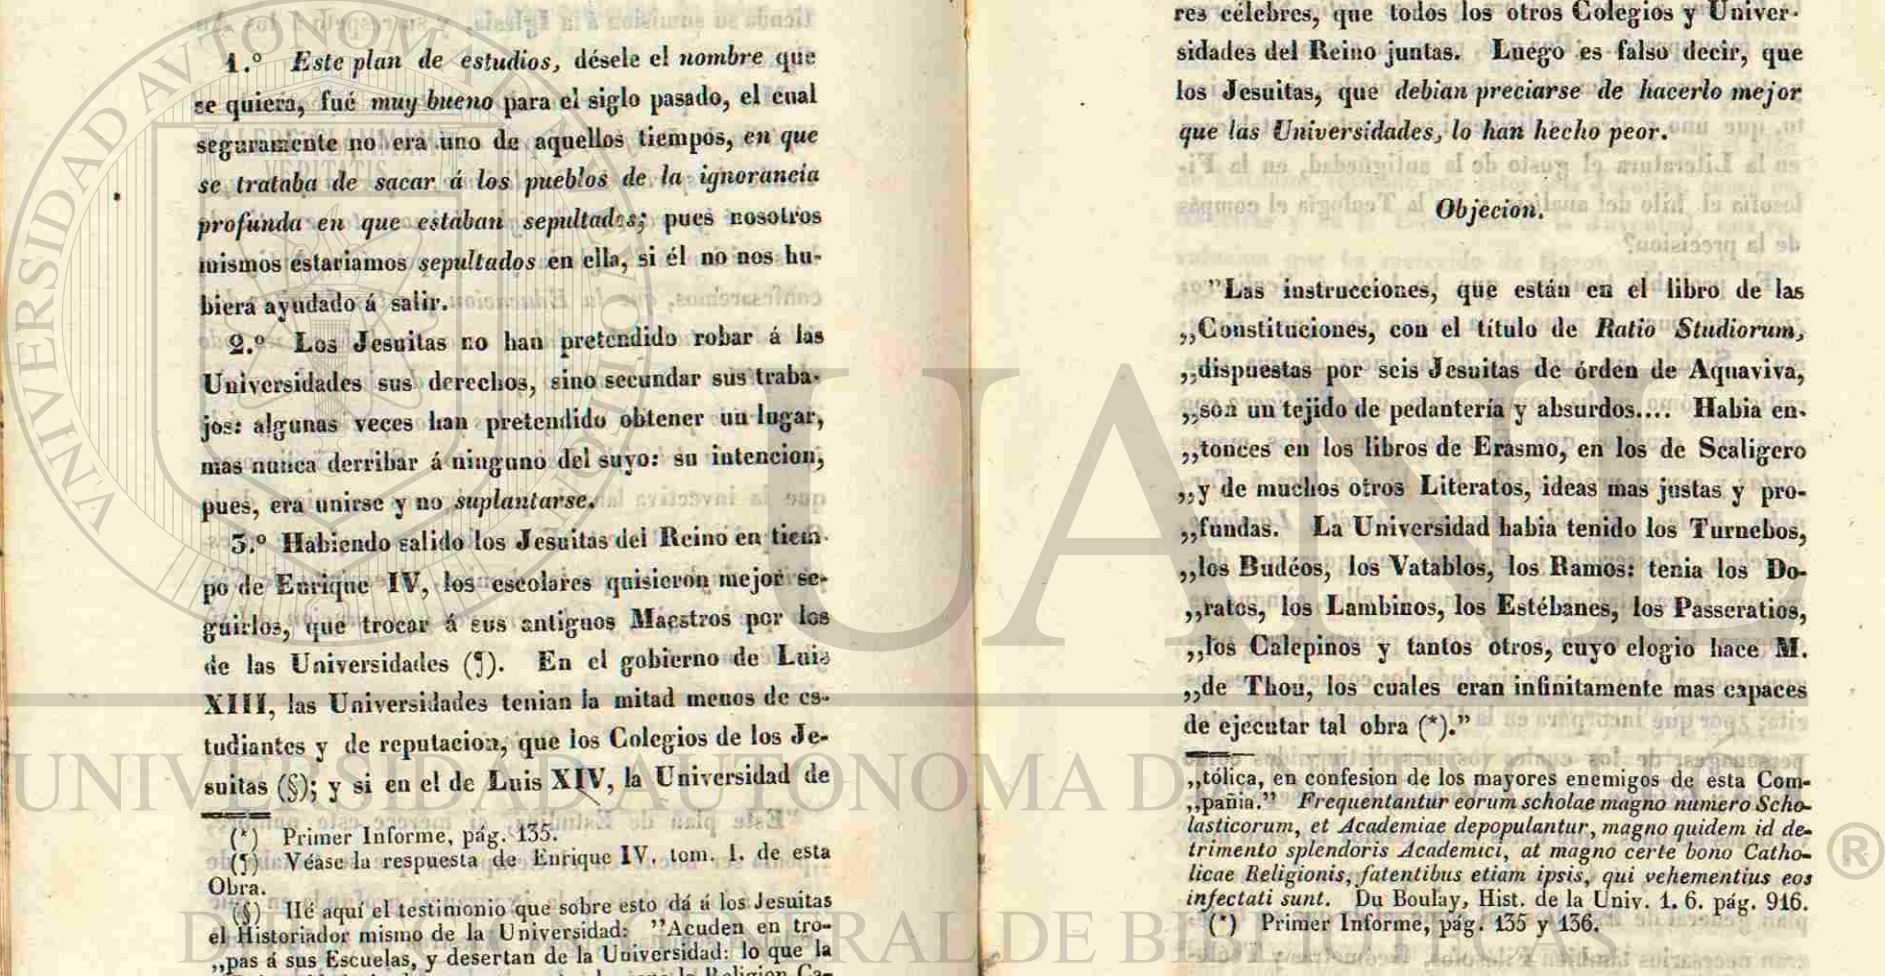 1.º Este plan de estudios, désele el nombre que
se quiera, fué muy bueno para el siglo pasado, el cual
seguramente no era uno de aquellos tiempos, en que
se trataba de sacar á los pueblos de la ignorancia
profunda en que estaban sepultados; pues nosotros
mismos estariamos sepultados en ella, si él no nos hu-
biera ayudado á salir.
2.º Los Jesuitas no han pretendido robar á las
Universidades sus derechos, sino secundar sus traba-
jos: algunas veces han pretendido obtener un lugar,
mas nunca derribar á ninguno del suyo: su intencion,
pues, era unirse y no suplantarse.
3.º Habiendo salido los Jesuitas del Reino en tiem-
po de Enrique IV, los escolares quisieron mejor se-
guirlos, que trocar á sus antiguos Maestros por los
de las Universidades (¶). En el gobierno de Luis
XIII, las Universidades tenian la mitad menos de es-
tudiantes y de reputacion, que los Colegios de los Je-
suitas (§); y si en el de Luis XIV, la Universidad de
(*) Primer Informe, pág. 135.
(¶) Véase la respuesta de Enrique IV. tom. 1. de esta
Obra.
(§) Hé aquí el testimonio que sobre esto dá á los Jesuitas
el Historiador mismo de la Universidad: "Acuden en tro-
„pas á sus Escuelas, y desertan de la Universidad: lo que la
la Religion Ca-
res célebres, que todos los otros Colegios y Univer-
sidades del Reino juntas. Luego es falso decir, que
los Jesuitas, que debian preciarse de hacerlo mejor
que las Universidades, lo han hecho peor.
Objecion.
"Las instrucciones, que están en el libro de las
„Constituciones, con el título de Ratio Studiorum,
„dispuestas por seis Jesuitas de órden de Aquaviva,
„son un tejido de pedantería y absurdos.... Habia en-
„tonces en los libros de Erasmo, en los de Scaligero
„y de muchos otros Literatos, ideas mas justas y pro-
„fundas. La Universidad habia tenido los Turnebos,
„los Budéos, los Vatablos, los Ramos: tenia los Do-
„ratos, los Lambinos, los Estébanes, los Passeratios,
„los Calepinos y tantos otros, cuyo elogio hace M.
„de Thou, los cuales eran infinitamente mas capaces
de ejecutar tal obra (*)."
„tólica, en confesion de los mayores enemigos de esta Com-
„pañia." Frequentantur eorum scholae magno numero Scho-
lasticorum, et Academiae depopulantur, magno quidem id de-
trimento splendoris Academici, at magno certe bono Catho-
licae Religionis, fatentibus etiam ipsis, qui vehementius eos
infectati sunt. Du Boulay, Hist. de la Univ. 1. 6. pág. 916.
(*) Primer Informe, pág. 135 y 136.
UANL
UNIVERSIDAD AUTONOMA DE NUEVO LEÓN
DIRECCIÓN GENERAL DE BIBLIOTECAS
®